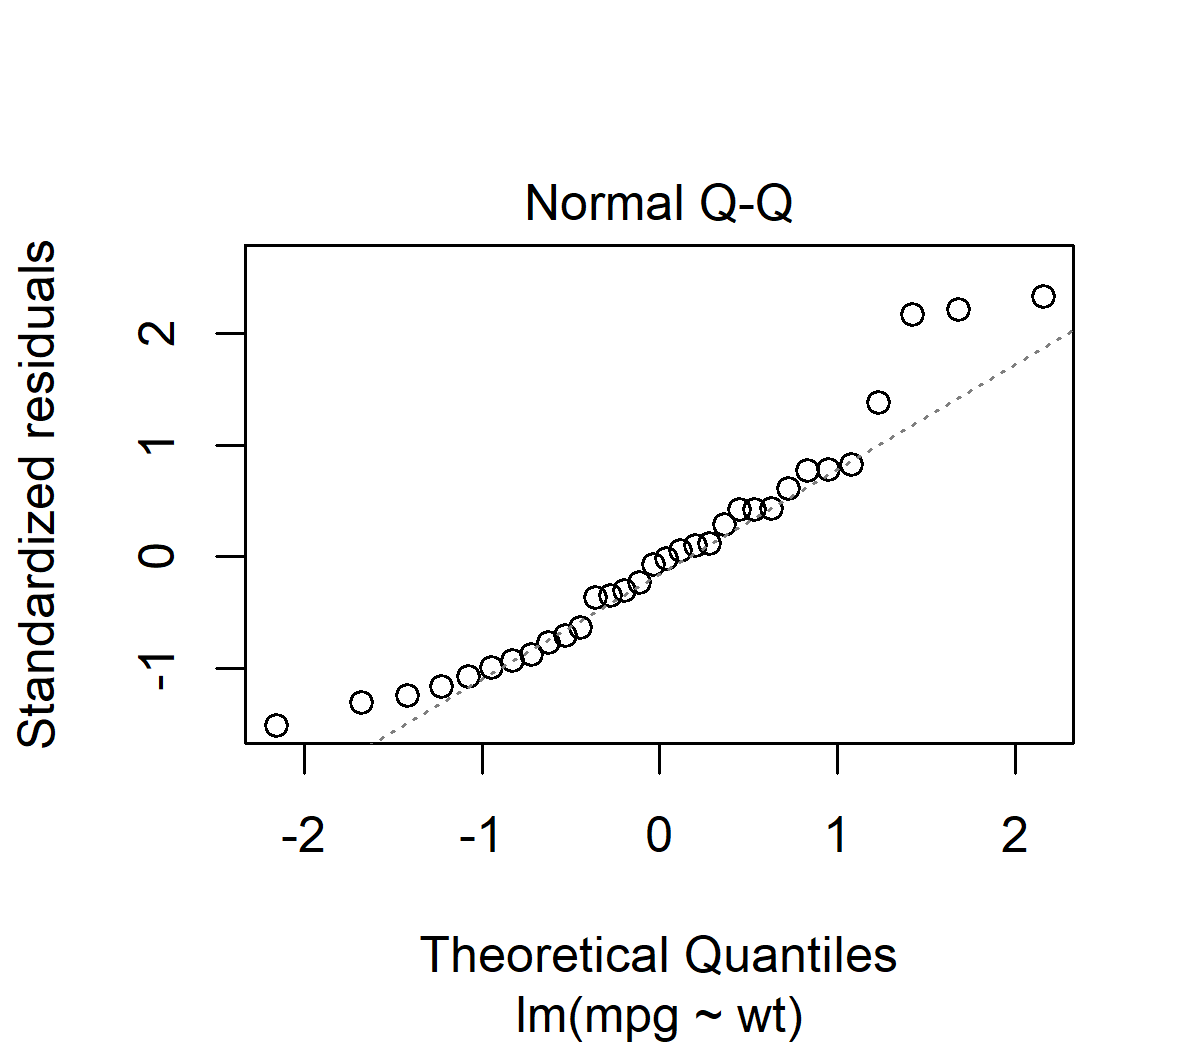 Normal Q-Q
Standardized residuals
2
1
0
-1
-2 -1 0 1 2
Theoretical Quantiles
lm(mpg ~ wt)